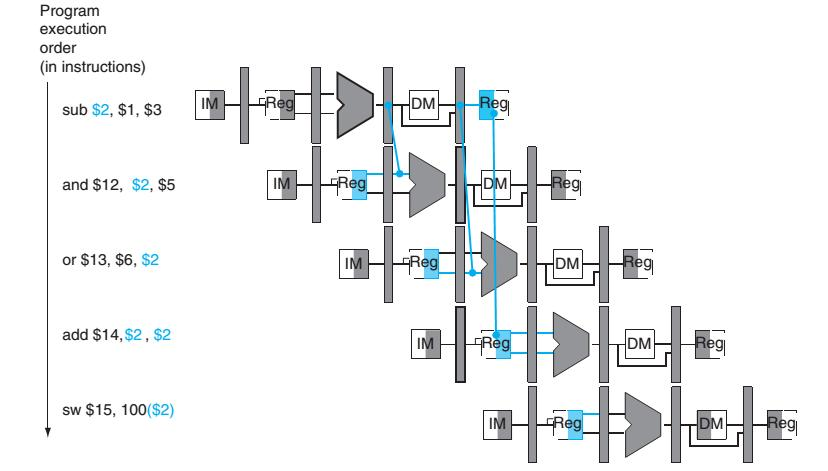 Program
execution
order
(in instructions)
sub $2, $1, $3
IM Reg DM Reg
and $12, $2, $5
IM Reg DM Reg
or $13, $6, $2
IM Reg DM Reg
add $14,$2 , $2
IM Reg DM Reg
sw $15, 100($2)
IM Reg DM Reg